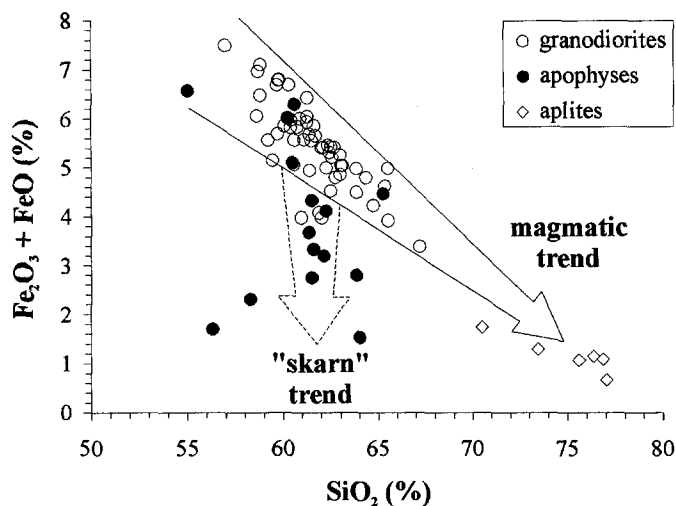 8
7
6
5
4
3
2
1
0
Fe₂O₃ + FeO (%)
granodiorites
apophyses
aplites
magmatic
trend
"skarn"
trend
50 55 60 65 70 75 80
SiO₂ (%)